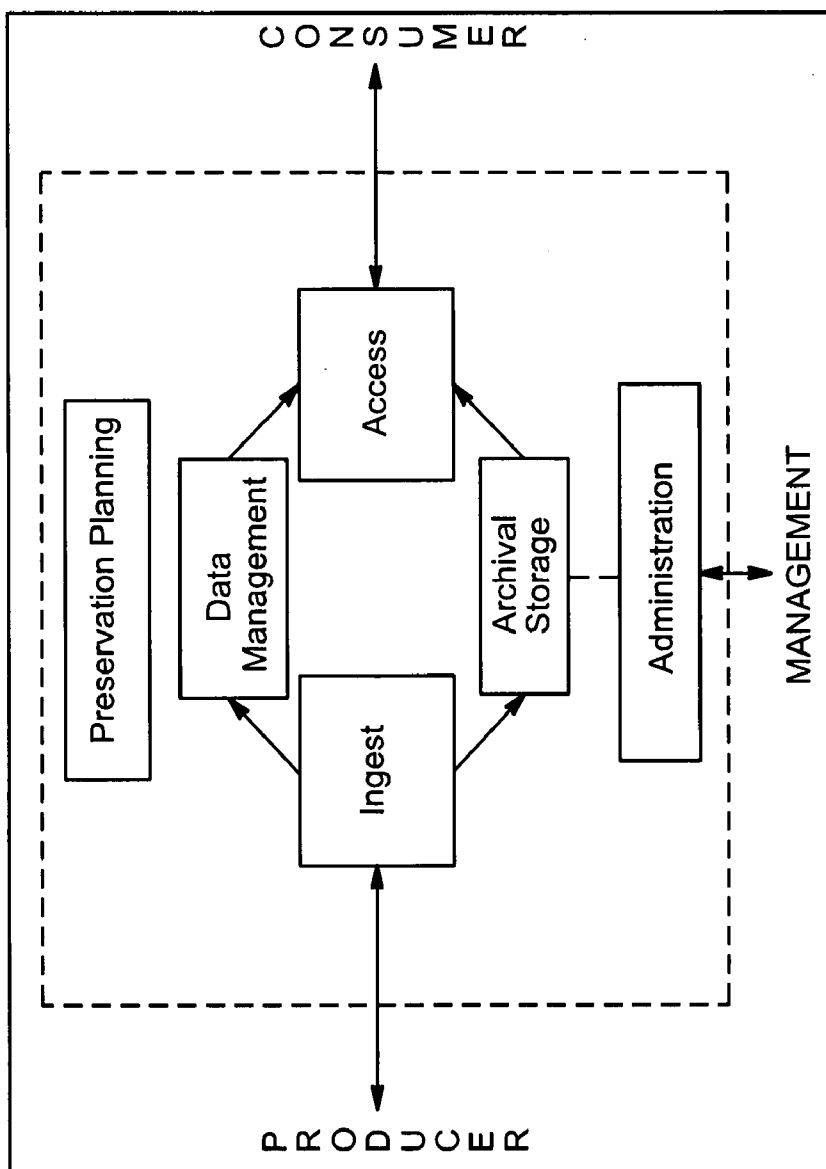 Preservation Planning
PRODUCER
Ingest
Data
Management
Archival
Storage
Access
CONSUMER
Administration
MANAGEMENT